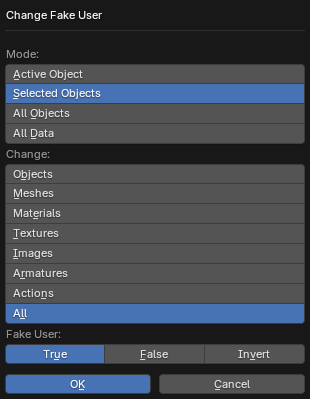 Change Fake User
Mode:
Active Object
Selected Objects
All Objects
All Data
Change:
Objects
Meshes
Materials
Textures
Images
Armatures
Actions
All
Fake User:
True False Invert
OK Cancel